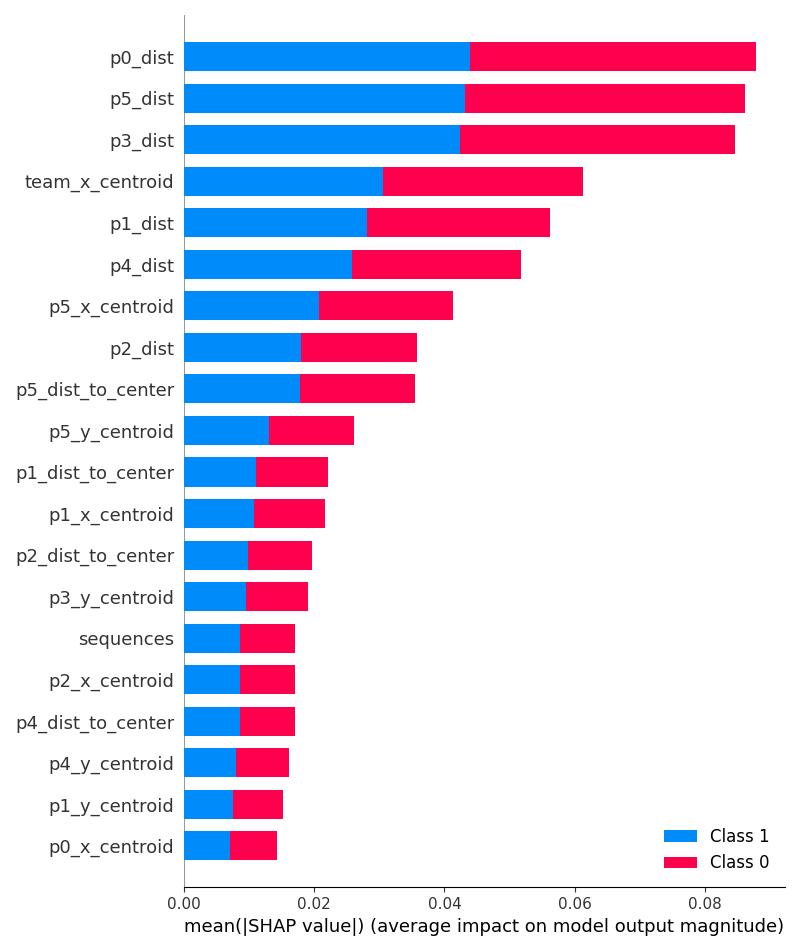 p0_dist
p5_dist
p3_dist
team_x_centroid
p1_dist
p4_dist
p5_x_centroid
p2_dist
p5_dist_to_center
p5_y_centroid
p1_dist_to_center
p1_x_centroid
p2_dist_to_center
p3_y_centroid
sequences
p2_x_centroid
p4_dist_to_center
p4_y_centroid
p1_y_centroid
p0_x_centroid
Class 1
Class 0
0.00 0.02 0.04 0.06 0.08
mean(|SHAP value|) (average impact on model output magnitude)